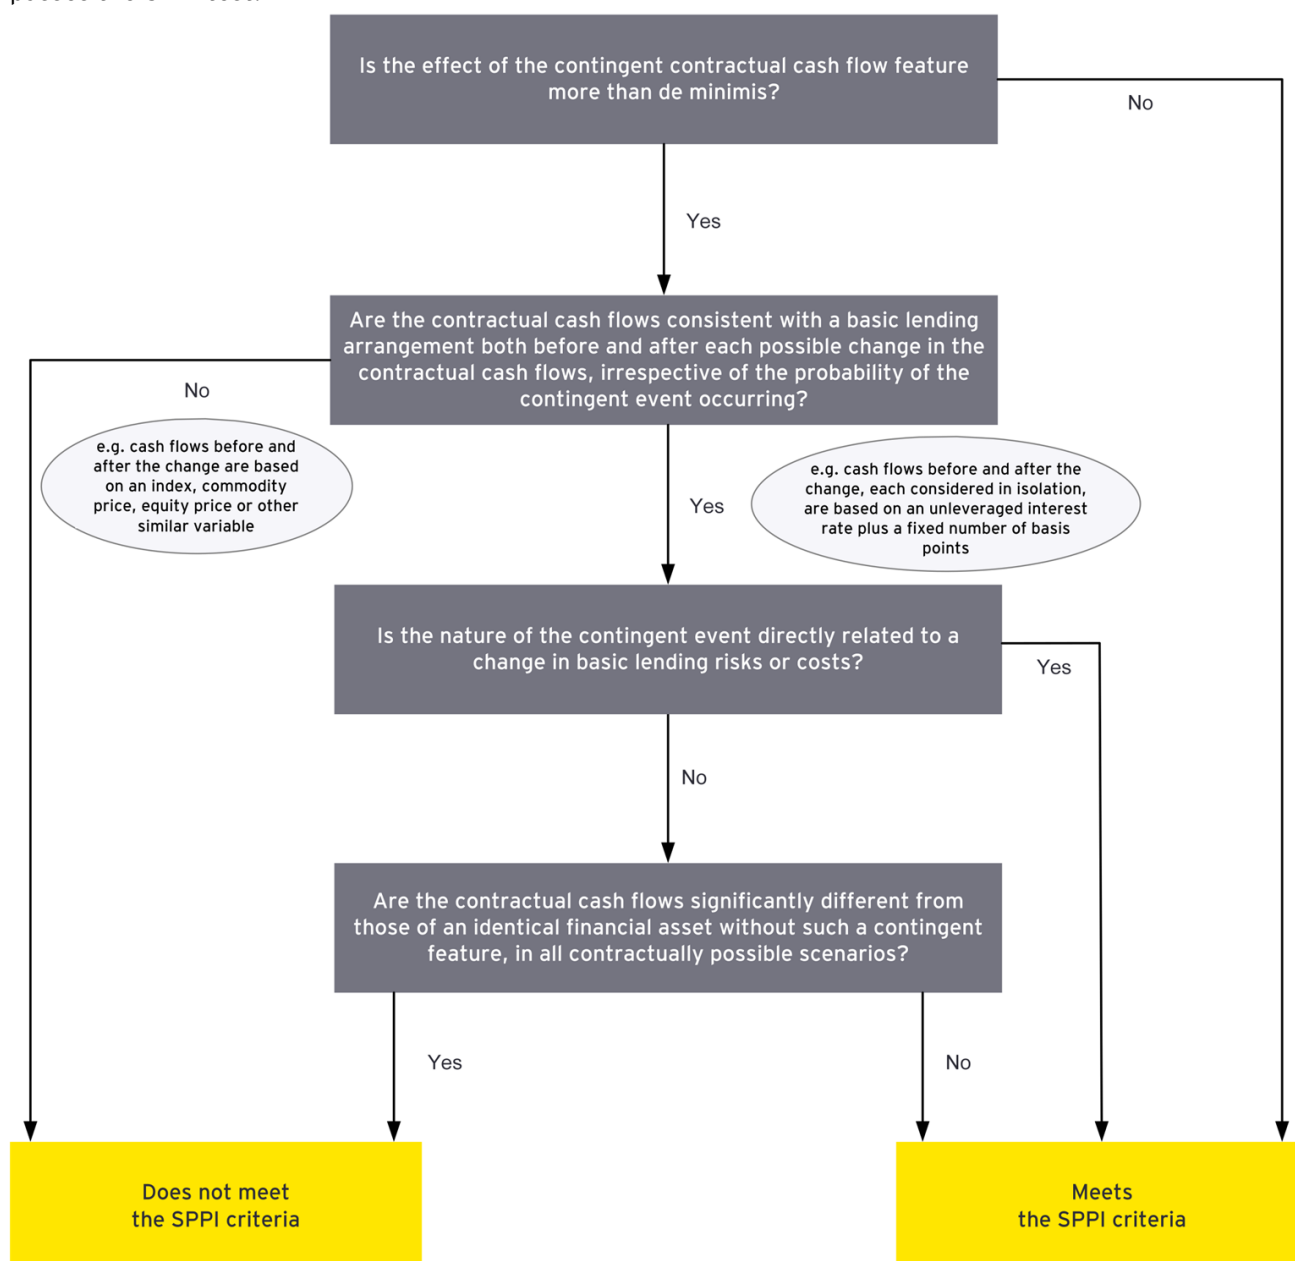 Is the effect of the contingent contractual cash flow feature
more than de minimis?
No
Yes
Are the contractual cash flows consistent with a basic lending
arrangement both before and after each possible change in the
contractual cash flows, irrespective of the probability of the
contingent event occurring?
No
e.g. cash flows before and
after the change are based
on an index, commodity
price, equity price or other
similar variable
Yes
e.g. cash flows before and after the
change, each considered in isolation,
are based on an unleveraged interest
rate plus a fixed number of basis
points
Is the nature of the contingent event directly related to a
change in basic lending risks or costs?
Yes
No
Are the contractual cash flows significantly different from
those of an identical financial asset without such a contingent
feature, in all contractually possible scenarios?
Yes
No
Does not meet
the SPPI criteria
Meets
the SPPI criteria